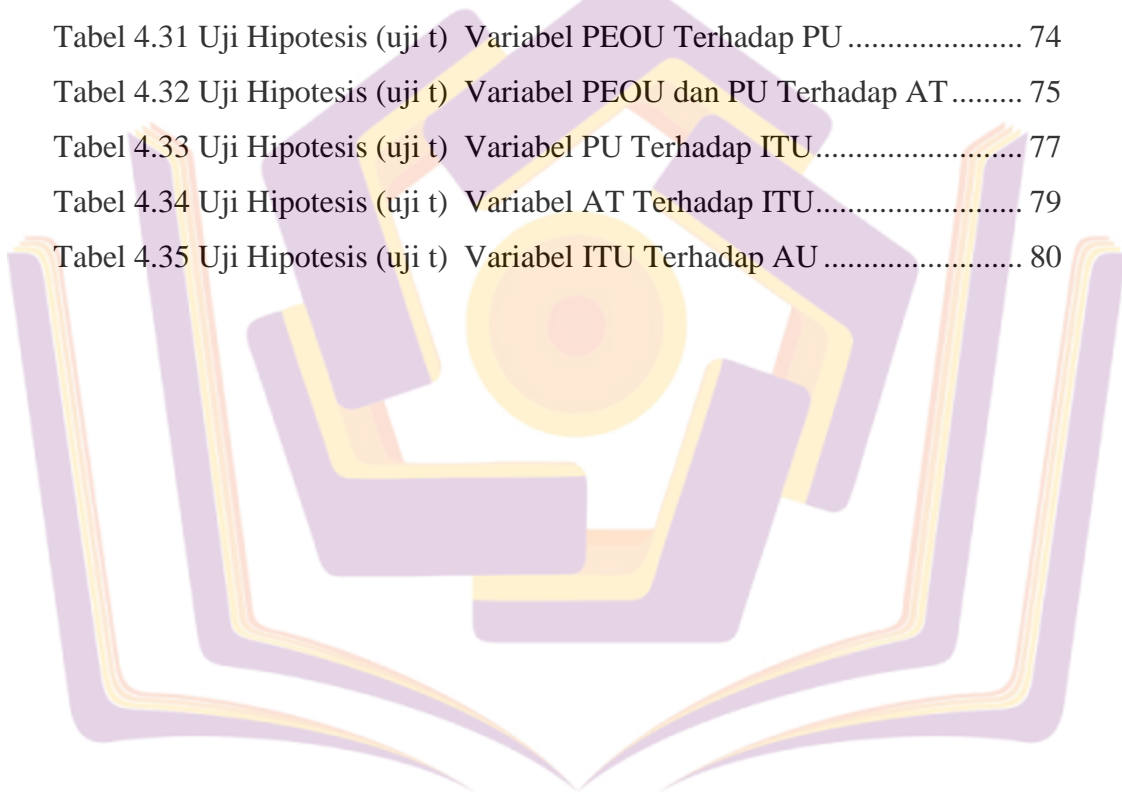 Tabel 4.31 Uji Hipotesis (uji t)  Variabel PEOU Terhadap PU ...................... 74
Tabel 4.32 Uji Hipotesis (uji t)  Variabel PEOU dan PU Terhadap AT ......... 75
Tabel 4.33 Uji Hipotesis (uji t)  Variabel PU Terhadap ITU .......................... 77
Tabel 4.34 Uji Hipotesis (uji t)  Variabel AT Terhadap ITU .......................... 79
Tabel 4.35 Uji Hipotesis (uji t)  Variabel ITU Terhadap AU ......................... 80